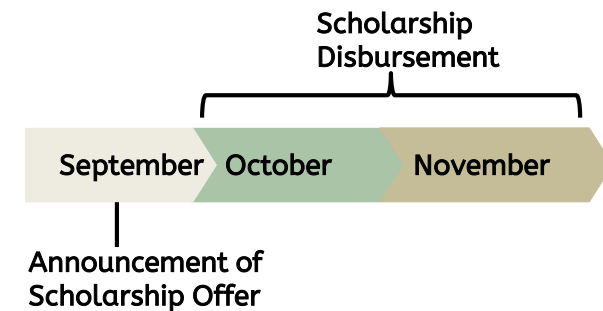 Scholarship
Disbursement
September
October
November
Announcement of
Scholarship Offer